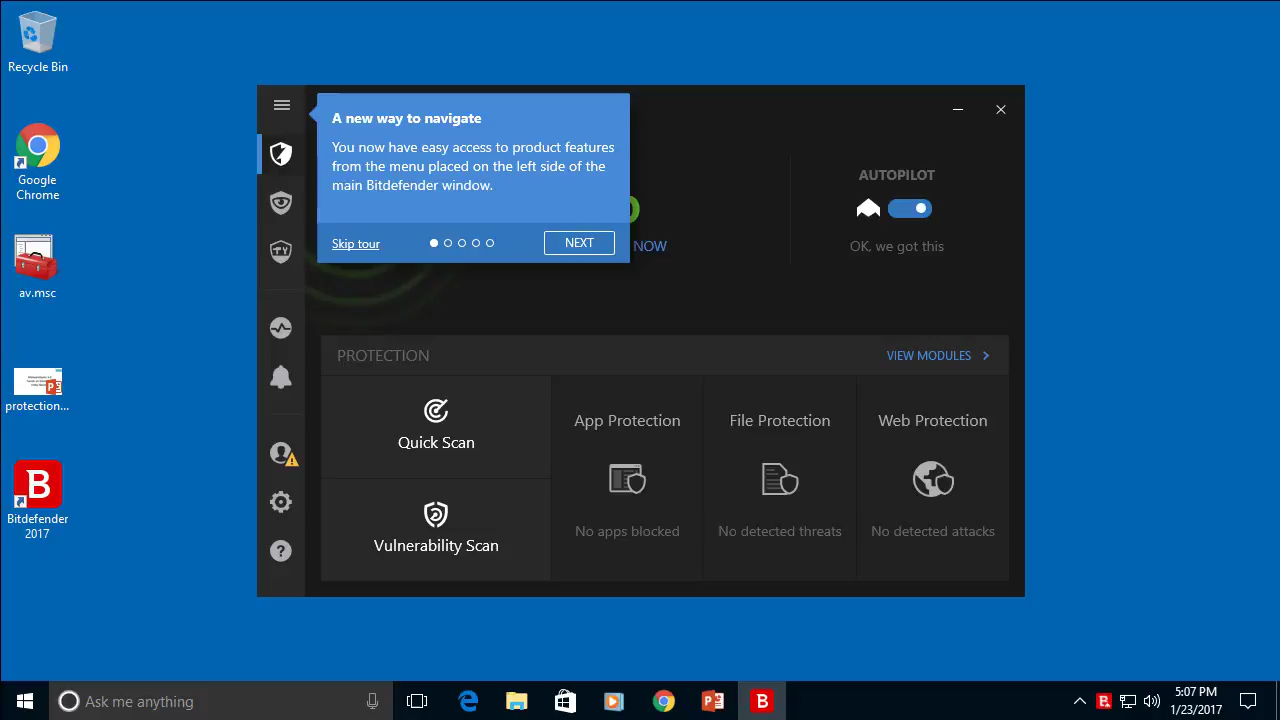 Recycle Bin
Google
Chrome
av.msc
protection...
Bitdefender
2017
A new way to navigate
You now have easy access to product features
from the menu placed on the left side of the
main Bitdefender window.
Skip tour
NEXT
NOW
AUTOPILOT
OK, we got this
PROTECTION
VIEW MODULES
Quick Scan
Vulnerability Scan
App Protection
No apps blocked
File Protection
No detected threats
Web Protection
No detected attacks
Ask me anything
5:07 PM
1/23/2017